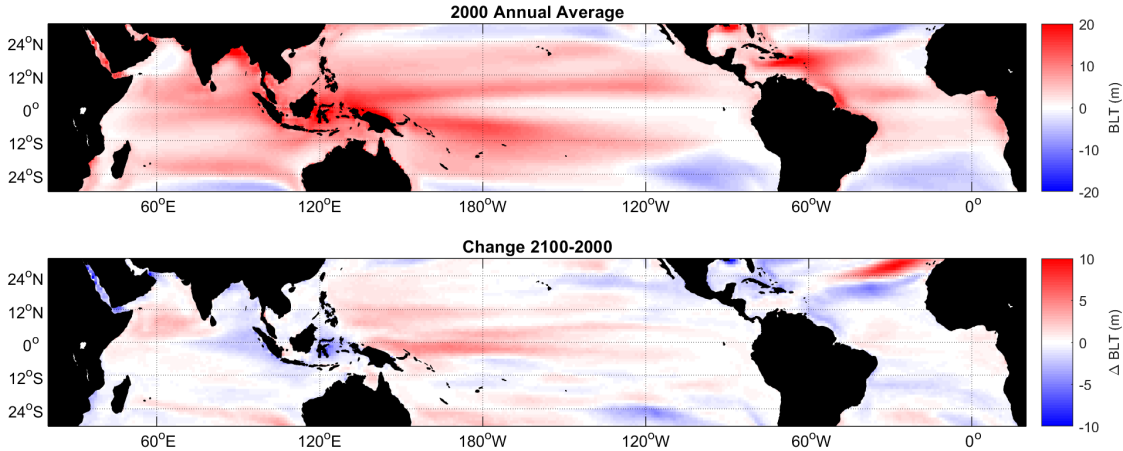 2000 Annual Average
24°N
12°N
0°
12°S
24°S
60°E
120°E
180°W
120°W
60°W
0°
20
10
0
-10
-20
BLT (m)
Change 2100-2000
24°N
12°N
0°
12°S
24°S
60°E
120°E
180°W
120°W
60°W
0°
10
5
0
-5
-10
Δ BLT (m)